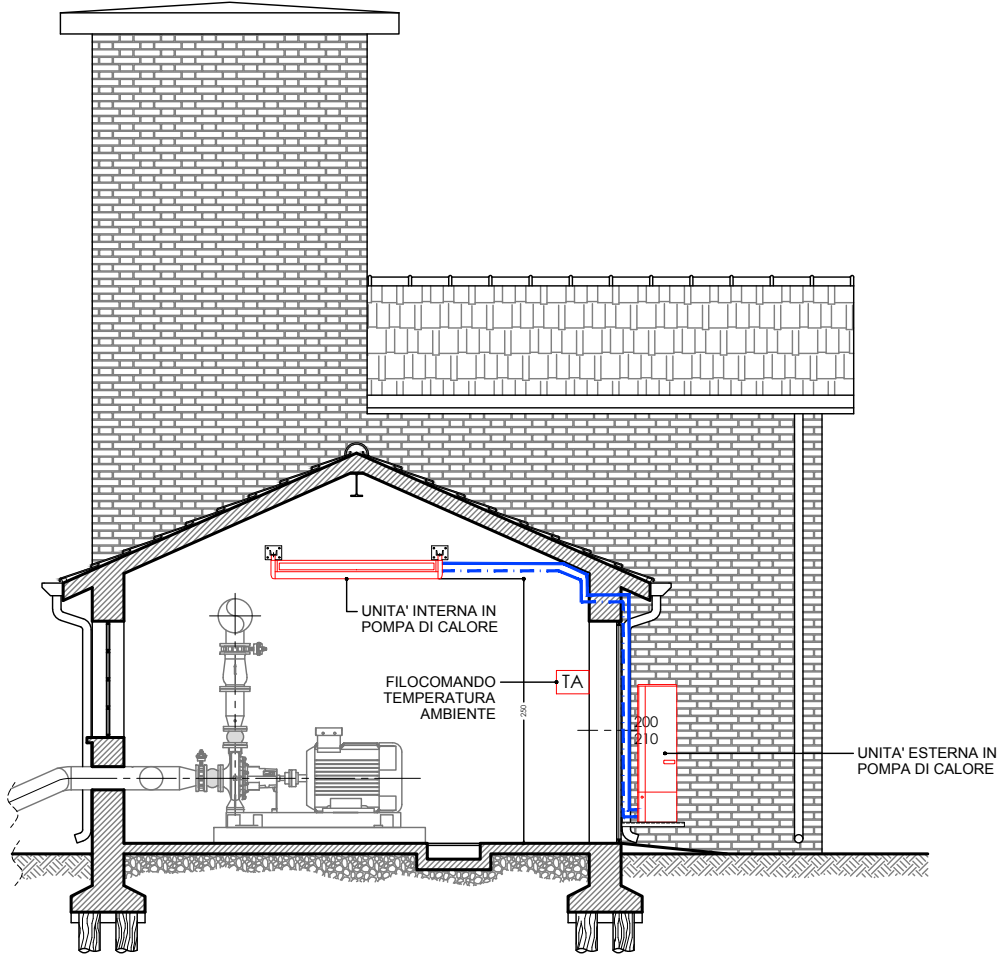 UNITA' INTERNA IN
POMPA DI CALORE
FILOCOMANDO
TEMPERATURA
AMBIENTE
TA
250
200
210
UNITA' ESTERNA IN
POMPA DI CALORE